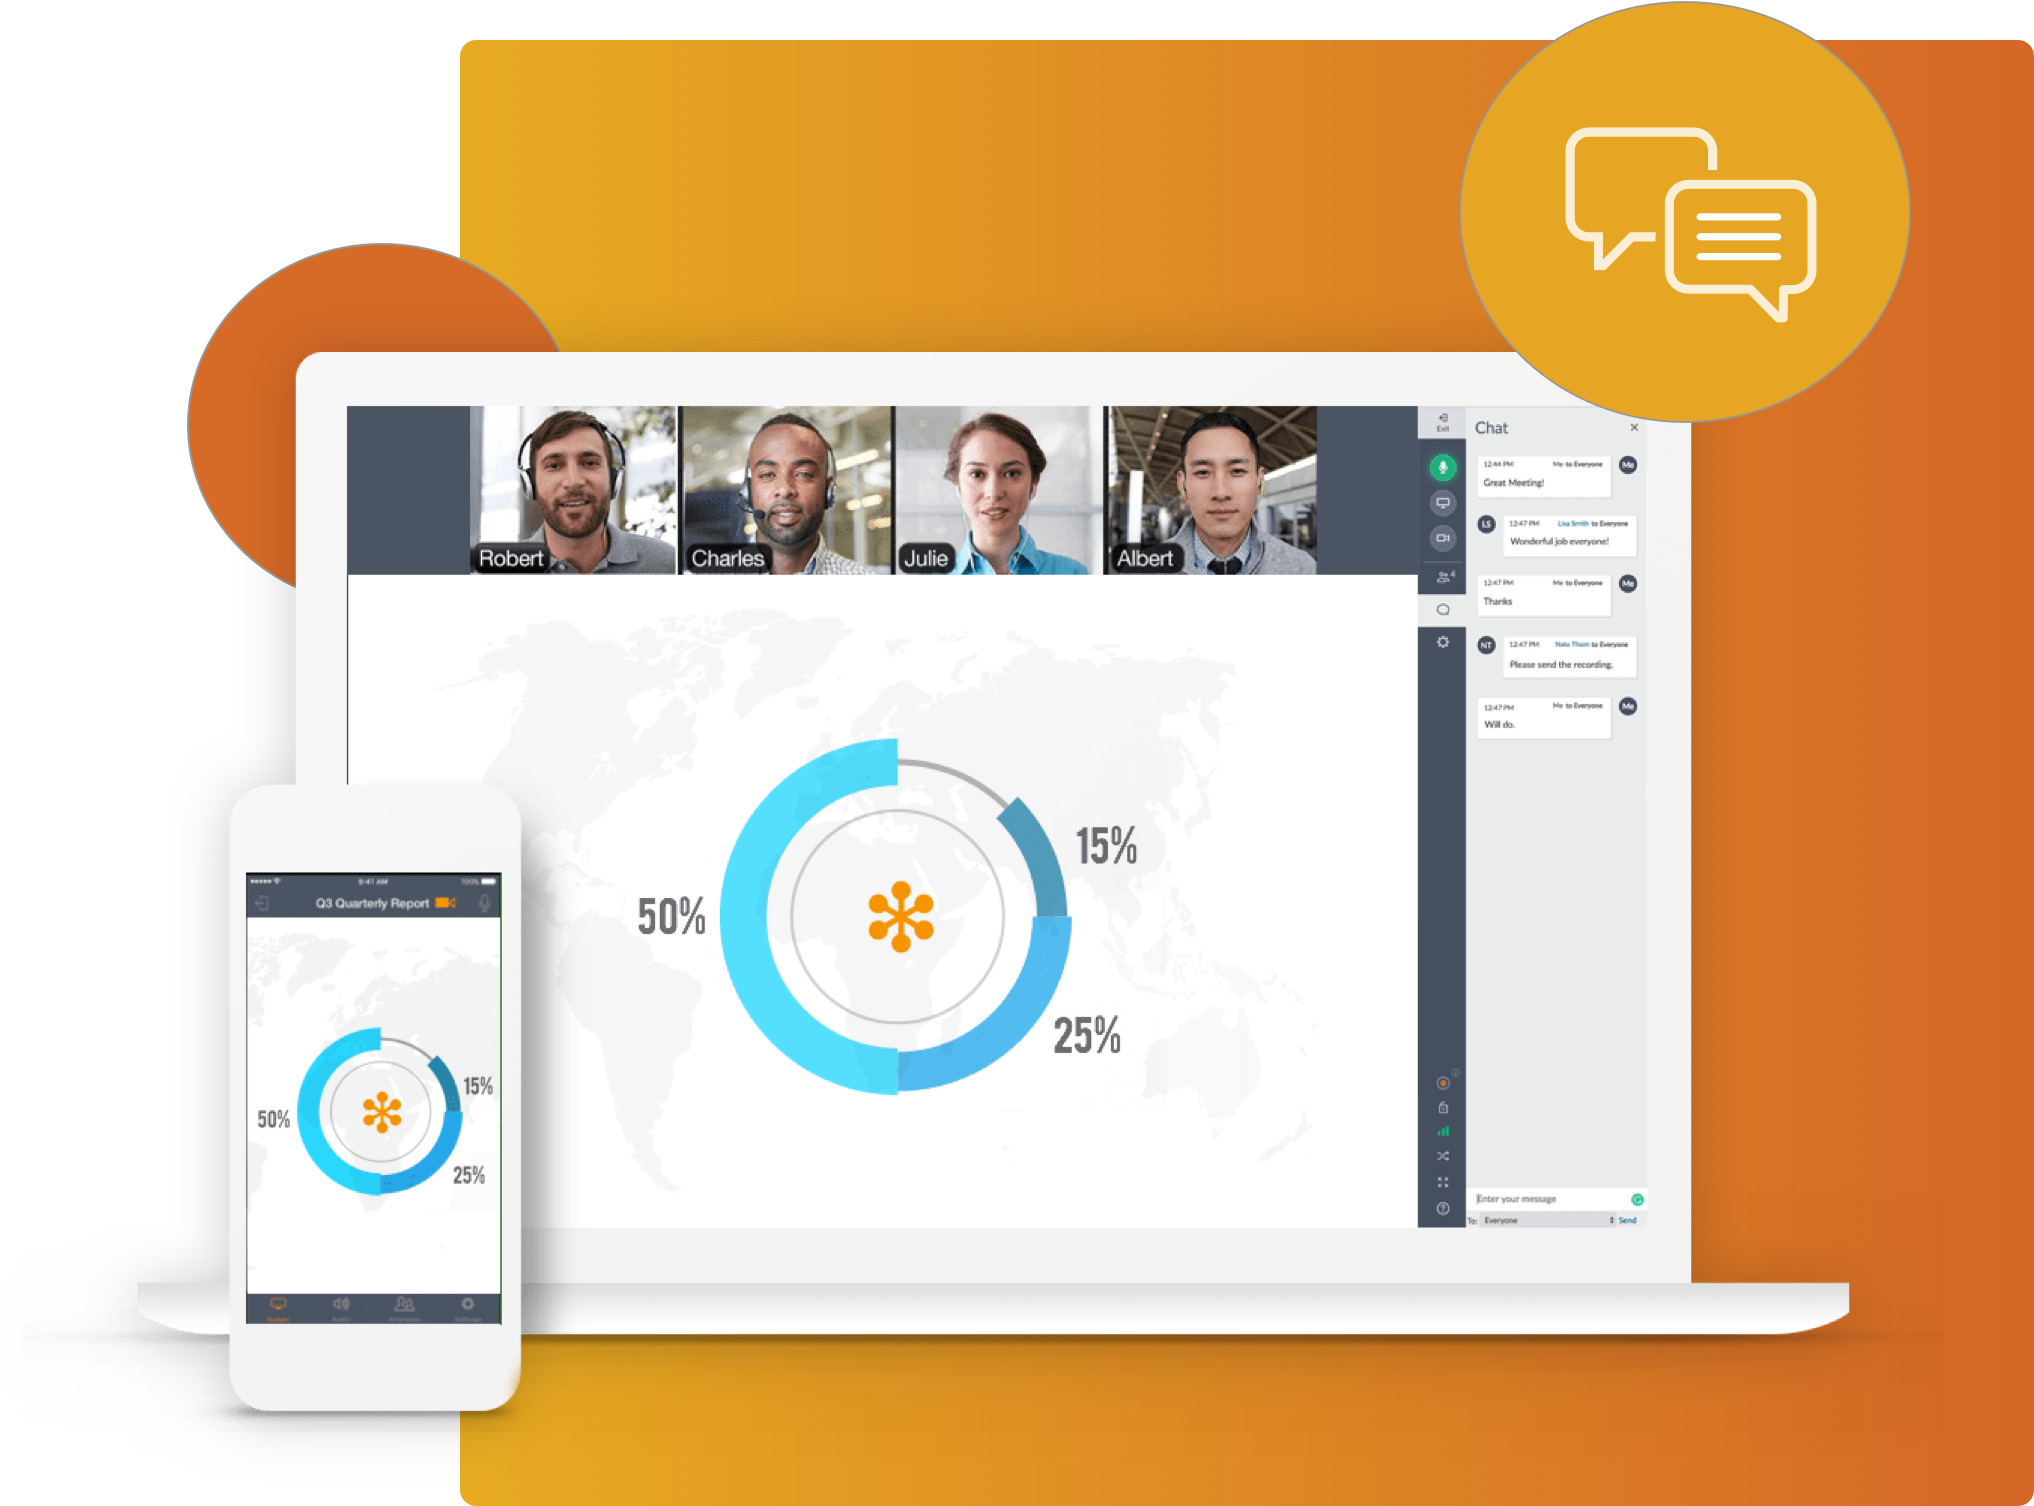 Robert
Charles
Julie
Albert
Exit
4
Chat
12:44 PM Me to Everyone
Me
Great Meeting!
LS
12:47 PM Lisa Smith to Everyone
Wonderful job everyone!
12:47 PM Me to Everyone
Me
Thanks
NT
12:47 PM Nate Thom to Everyone
Please send the recording.
12:47 PM Me to Everyone
Me
Will do.
Enter your message
To: Everyone Send
50%
15%
25%
9:41 AM 100%
Q3 Quarterly Report
50%
15%
25%